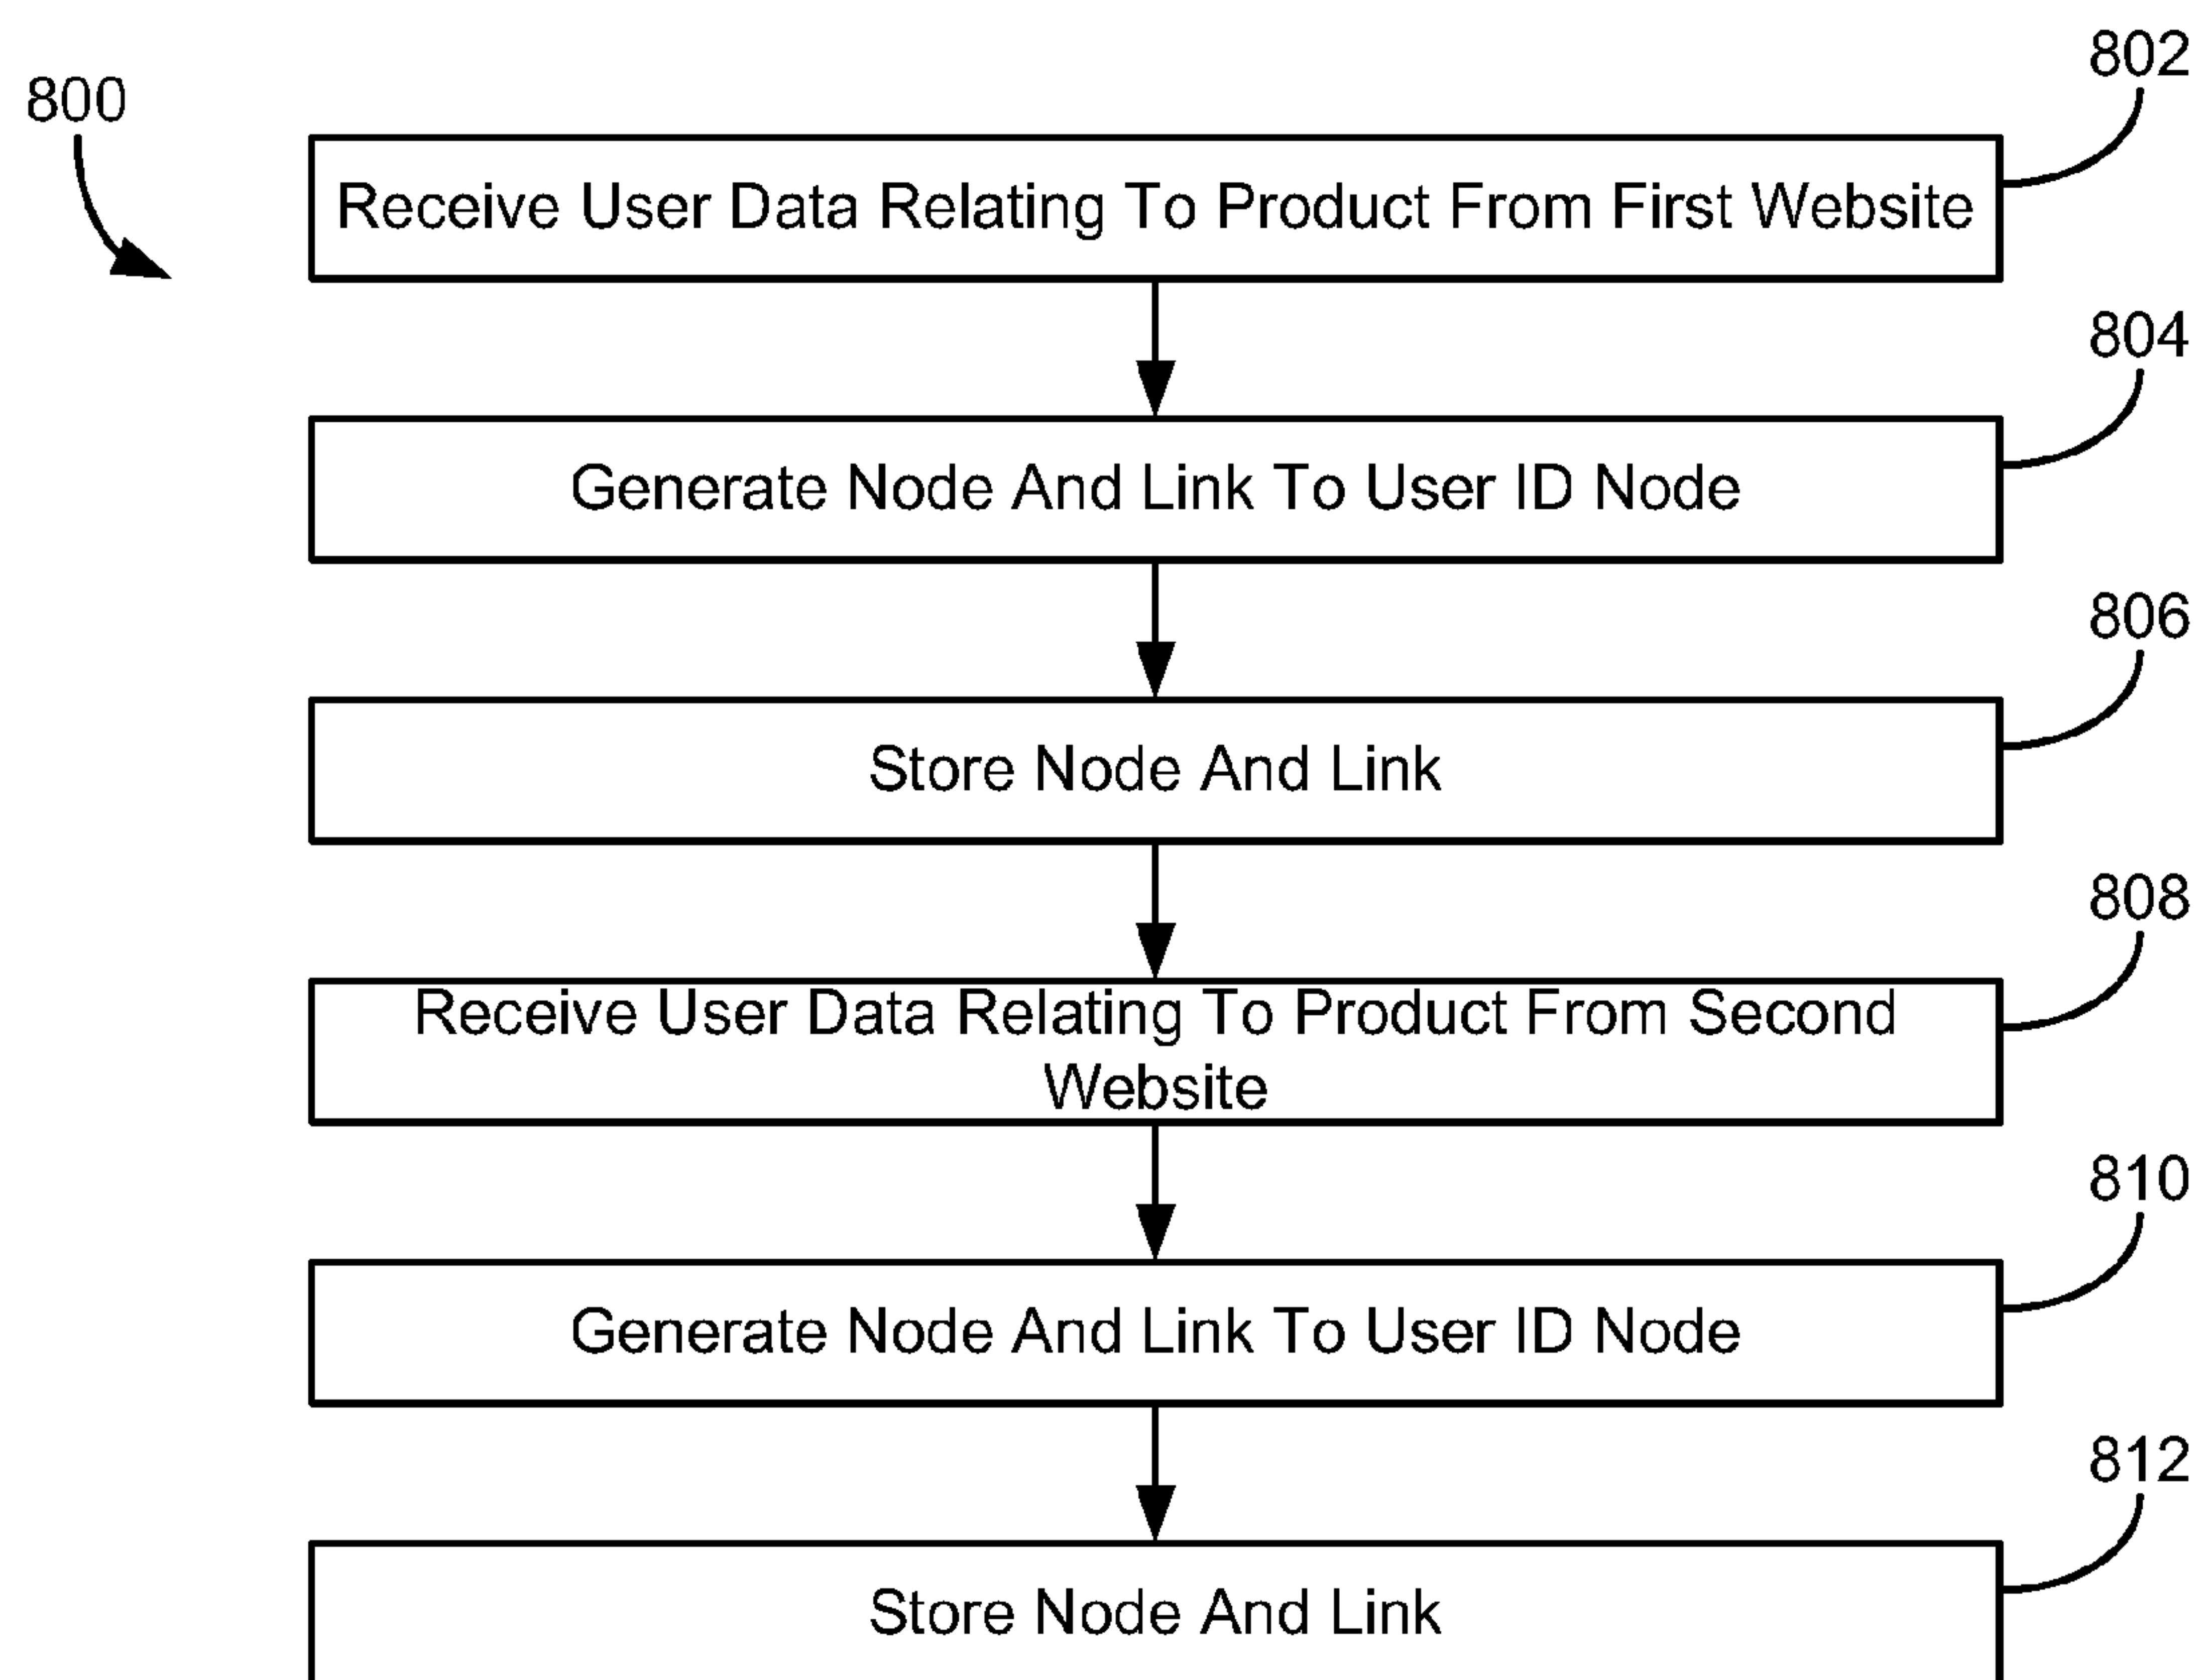 802
800
Receive User Data Relating To Product From First Website
804
Generate Node And Link To User ID Node
806
Store Node And Link
808
Receive User Data Relating To Product From Second
Website
810
Generate Node And Link To User ID Node
812
Store Node And Link